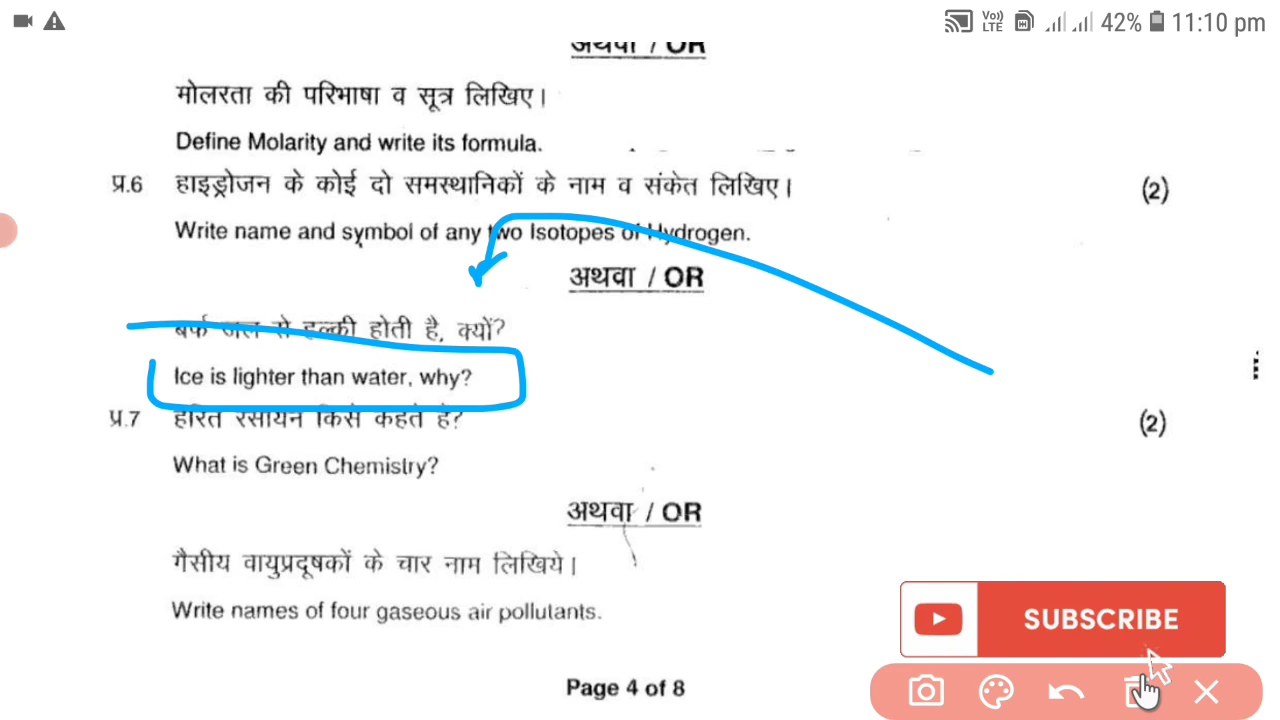 42% 11:10 pm
अथवा / OR
मोलरता की परिभाषा व सूत्र लिखिए।
Define Molarity and write its formula.
प्र.6 हाइड्रोजन के कोई दो समस्थानिकों के नाम व संकेत लिखिए। (2)
Write name and symbol of any two Isotopes of Hydrogen.
अथवा / OR
बर्फ जल से हल्की होती है, क्यों?
Ice is lighter than water, why?
प्र.7 हरित रसायन किसे कहते है? (2)
What is Green Chemistry?
अथवा / OR
गैसीय वायुप्रदूषकों के चार नाम लिखिये।
Write names of four gaseous air pollutants.
SUBSCRIBE
Page 4 of 8